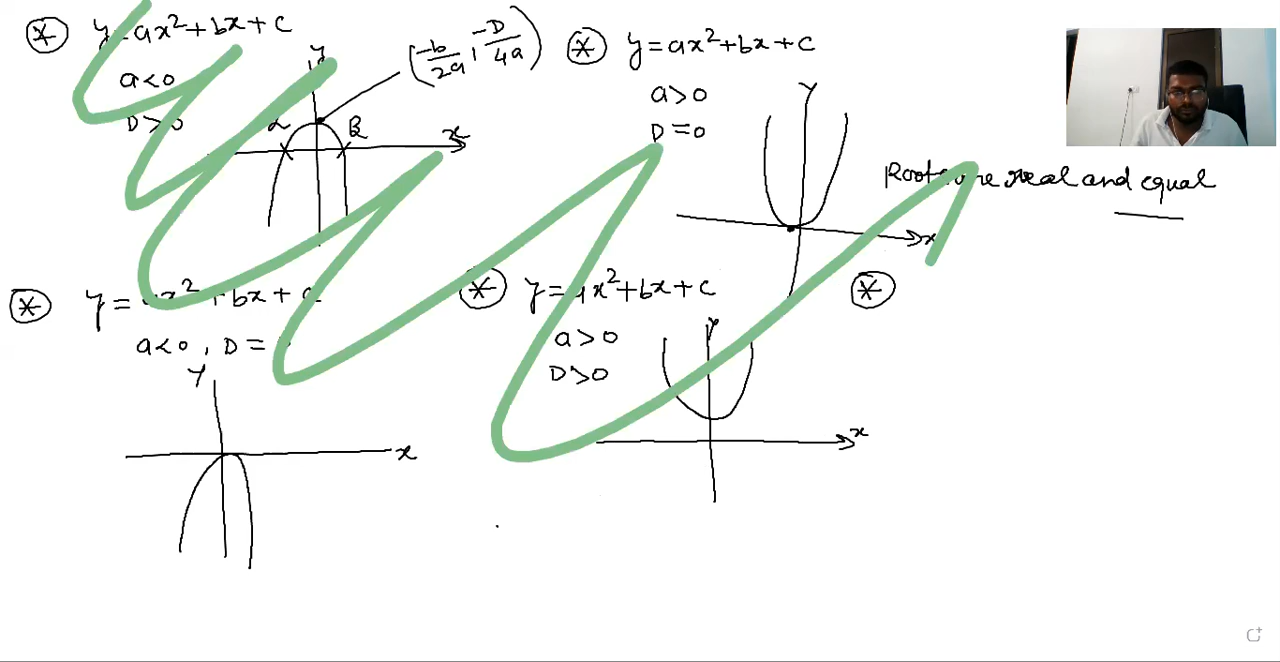 * y=ax²+bx+c
a<0
D>0
y
(-b/2a, -D/4a)
α β
x
* y=ax²+bx+c
a>0
D=0
Y
x
Roots are real and equal
* y = ax²+bx+c
a<0, D=
Y
x
* y=ax²+bx+c
a>0
D>0
Y
x
*